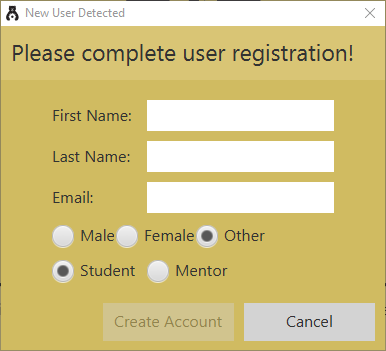 New User Detected
Please complete user registration!
First Name:
Last Name:
Email:
Male Female Other
Student Mentor
Create Account Cancel